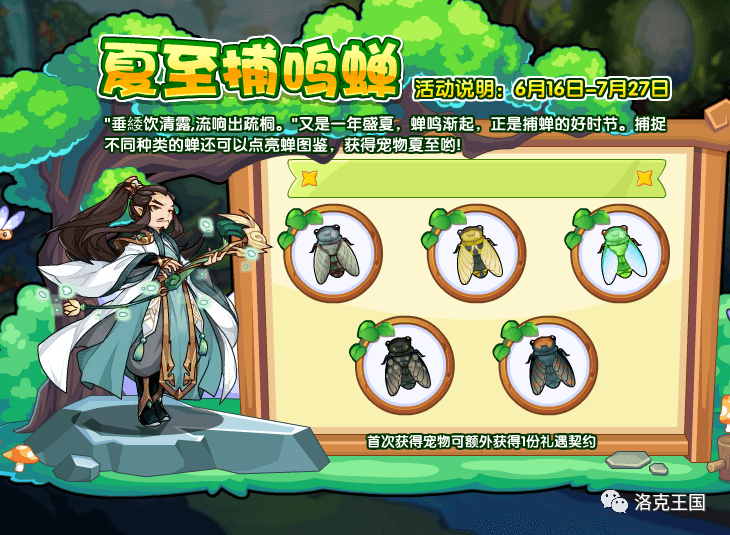 夏至捕鸣蝉
活动说明：6月16日-7月27日
"垂緌饮清露,流响出疏桐。"又是一年盛夏，蝉鸣渐起，正是捕蝉的好时节。捕捉
不同种类的蝉还可以点亮蝉图鉴，获得宠物夏至哟!
首次获得宠物可额外获得1份礼遇契约
洛克王国